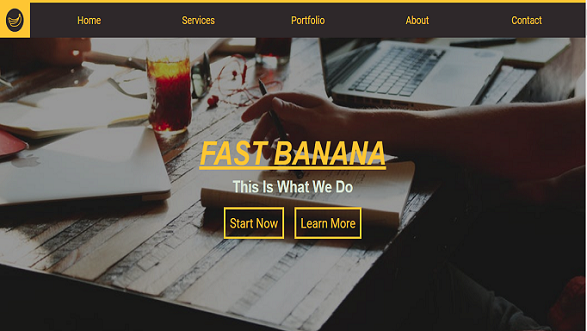 Home Services Portfolio About Contact
FAST BANANA
This Is What We Do
Start Now Learn More